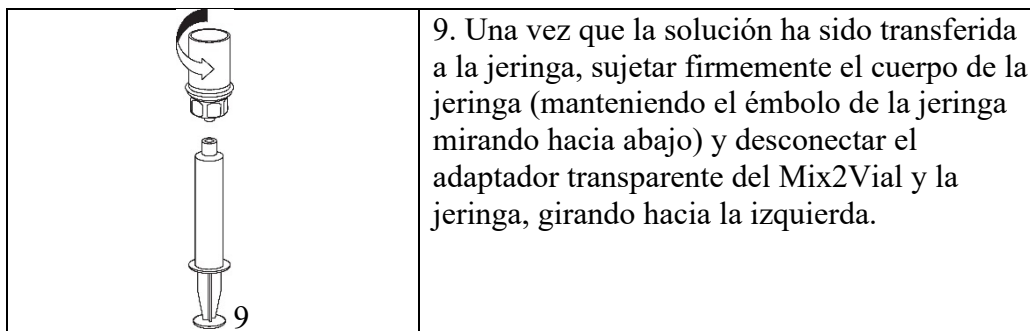 9. Una vez que la solución ha sido transferida
a la jeringa, sujetar firmemente el cuerpo de la
jeringa (manteniendo el émbolo de la jeringa
mirando hacia abajo) y desconectar el
adaptador transparente del Mix2Vial y la
jeringa, girando hacia la izquierda.
9